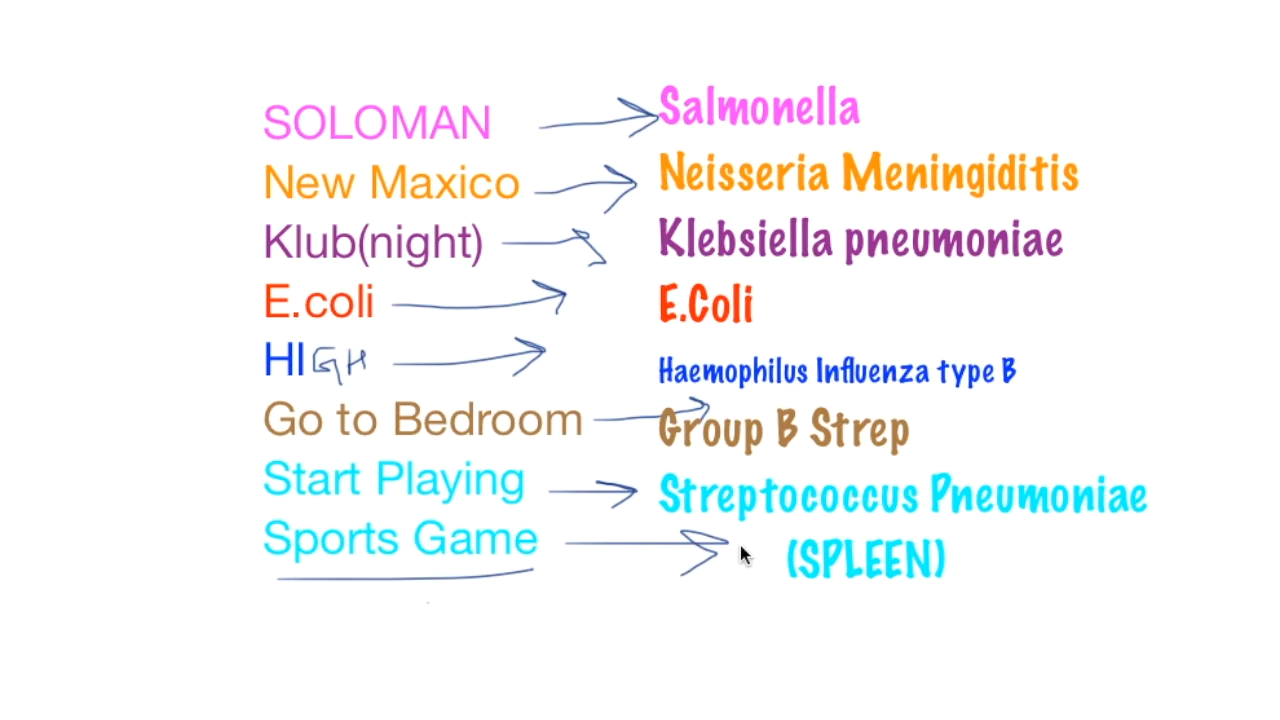 SOLOMAN Salmonella
New Maxico Neisseria Meningiditis
Klub(night) Klebsiella pneumoniae
E.coli E.Coli
HIGH Haemophilus Influenza type B
Go to Bedroom Group B Strep
Start Playing Streptococcus Pneumoniae
Sports Game (SPLEEN)